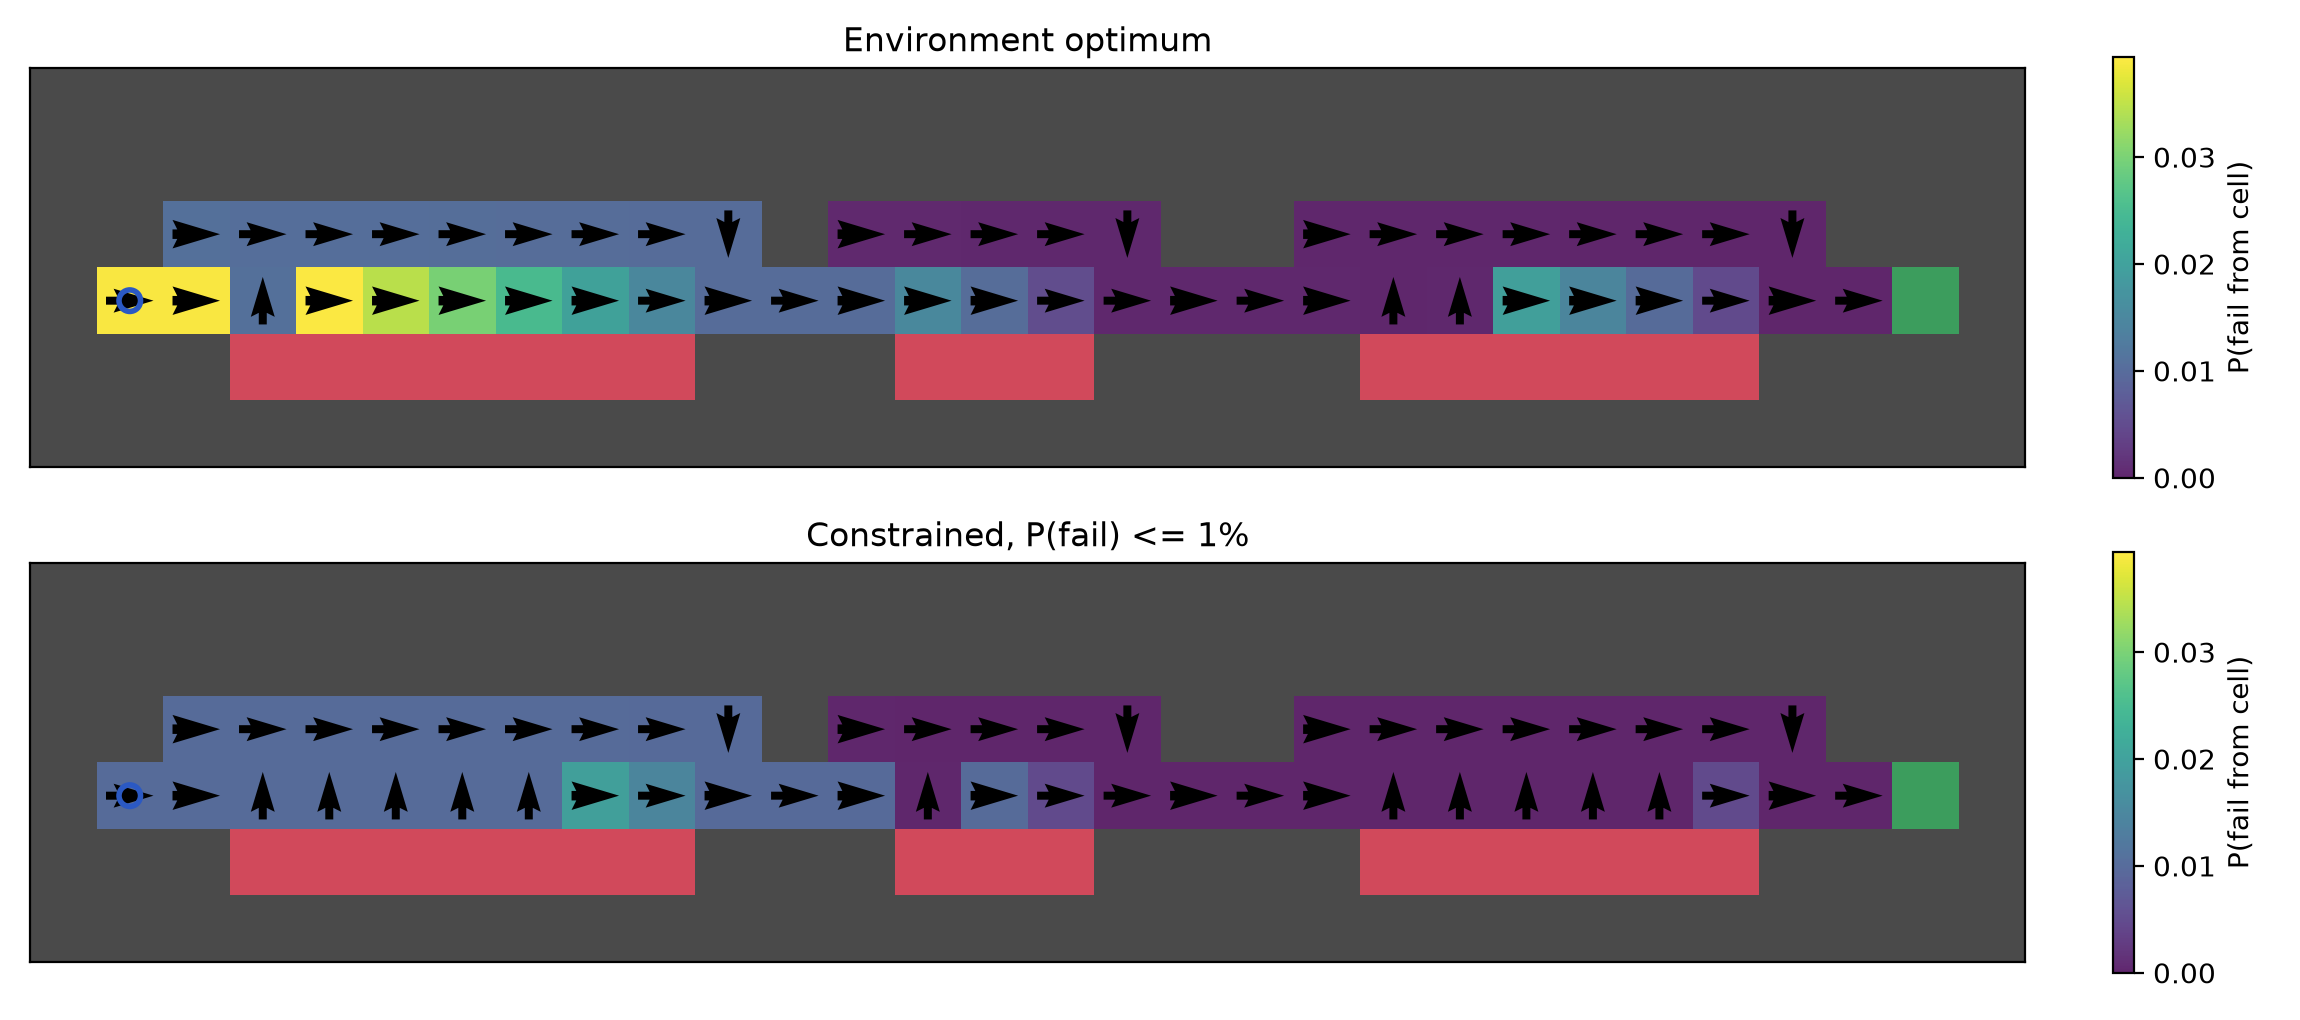 Environment optimum
0.03
0.02
0.01
0.00
P(fail from cell)
Constrained, P(fail) <= 1%
0.03
0.02
0.01
0.00
P(fail from cell)